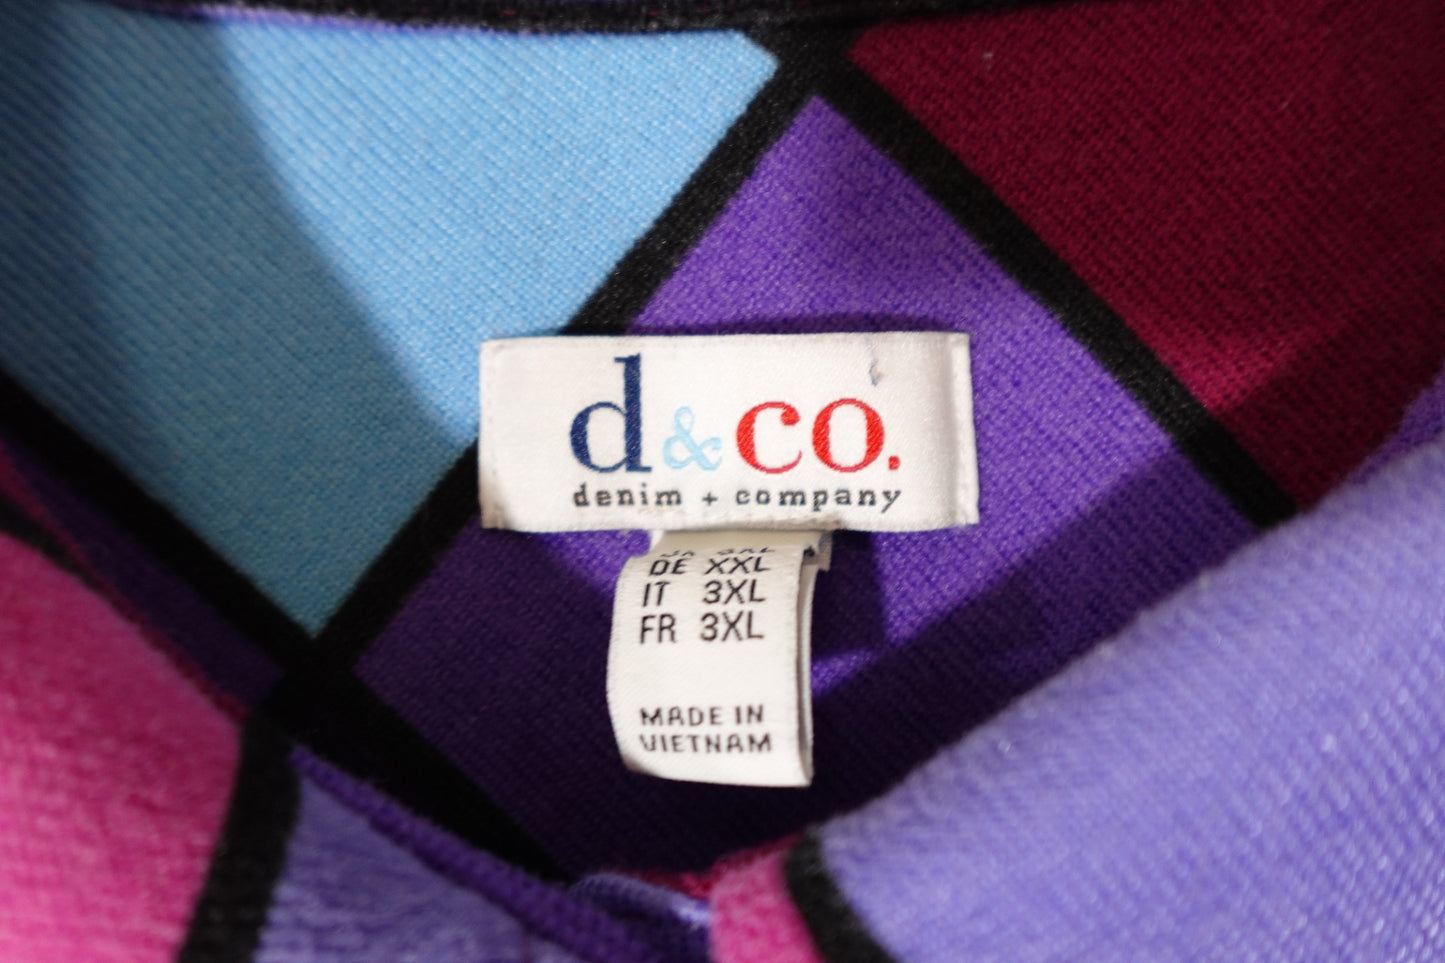 d&co.
denim + company
DE XXL
IT 3XL
FR 3XL
MADE IN
VIETNAM